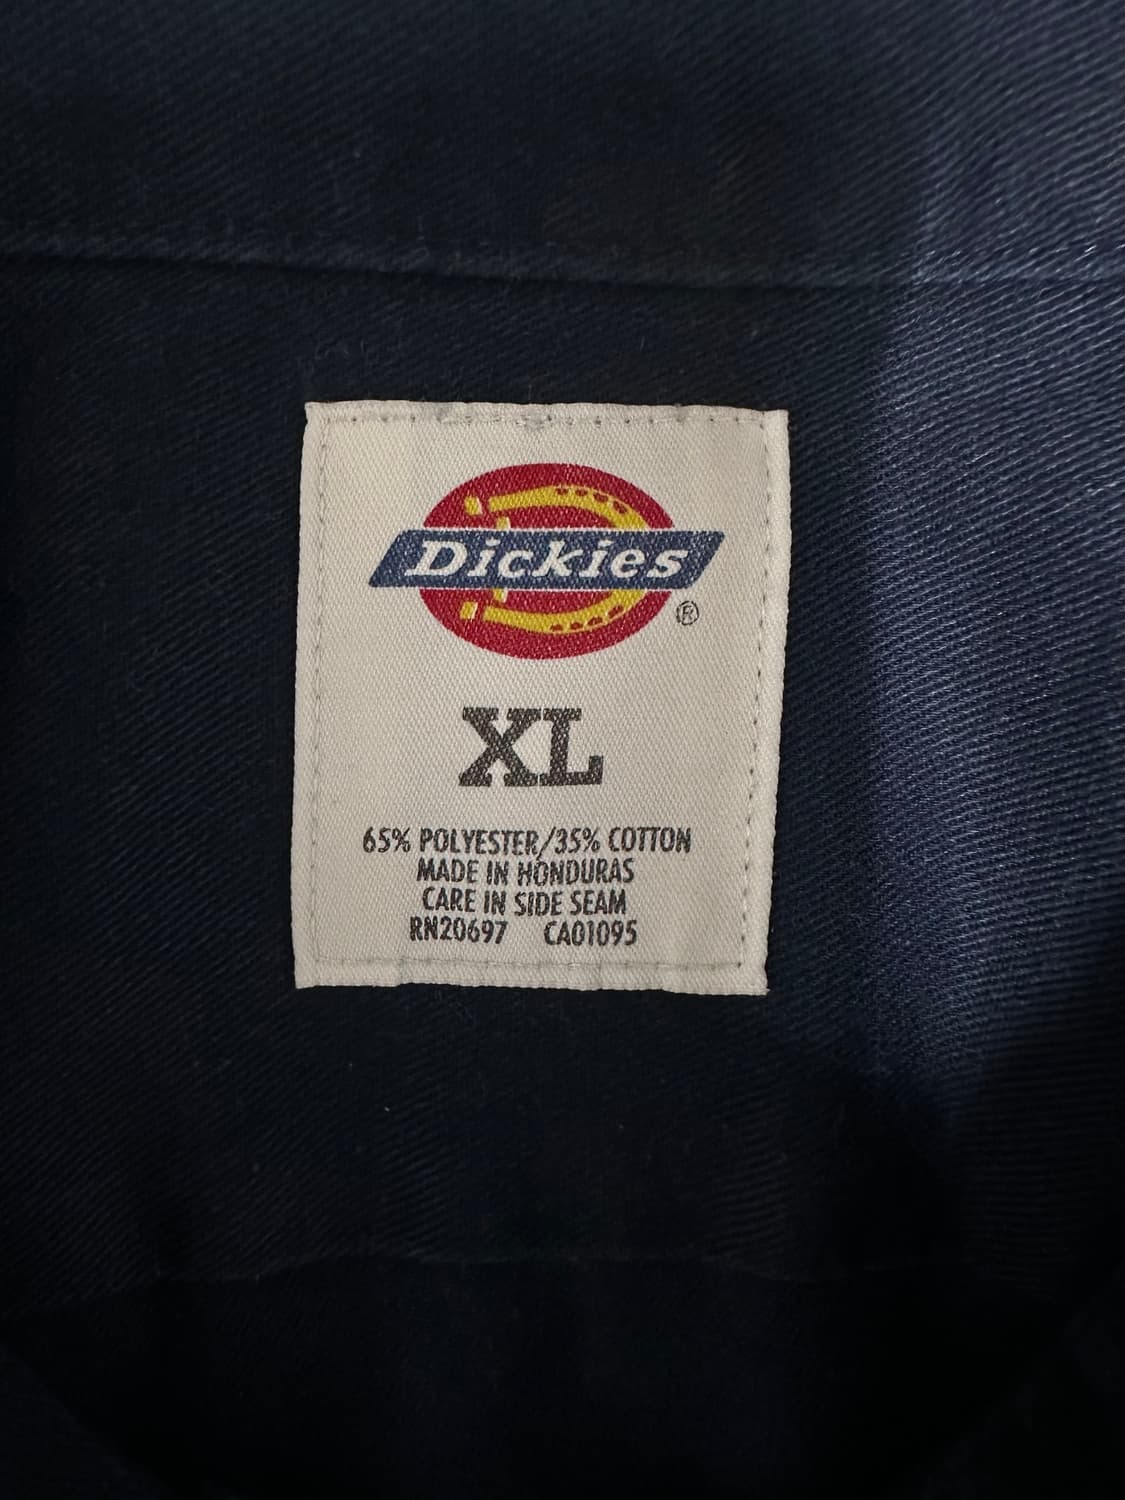 Dickies
®
XL
65% POLYESTER/35% COTTON
MADE IN HONDURAS
CARE IN SIDE SEAM
RN20697 CA01095